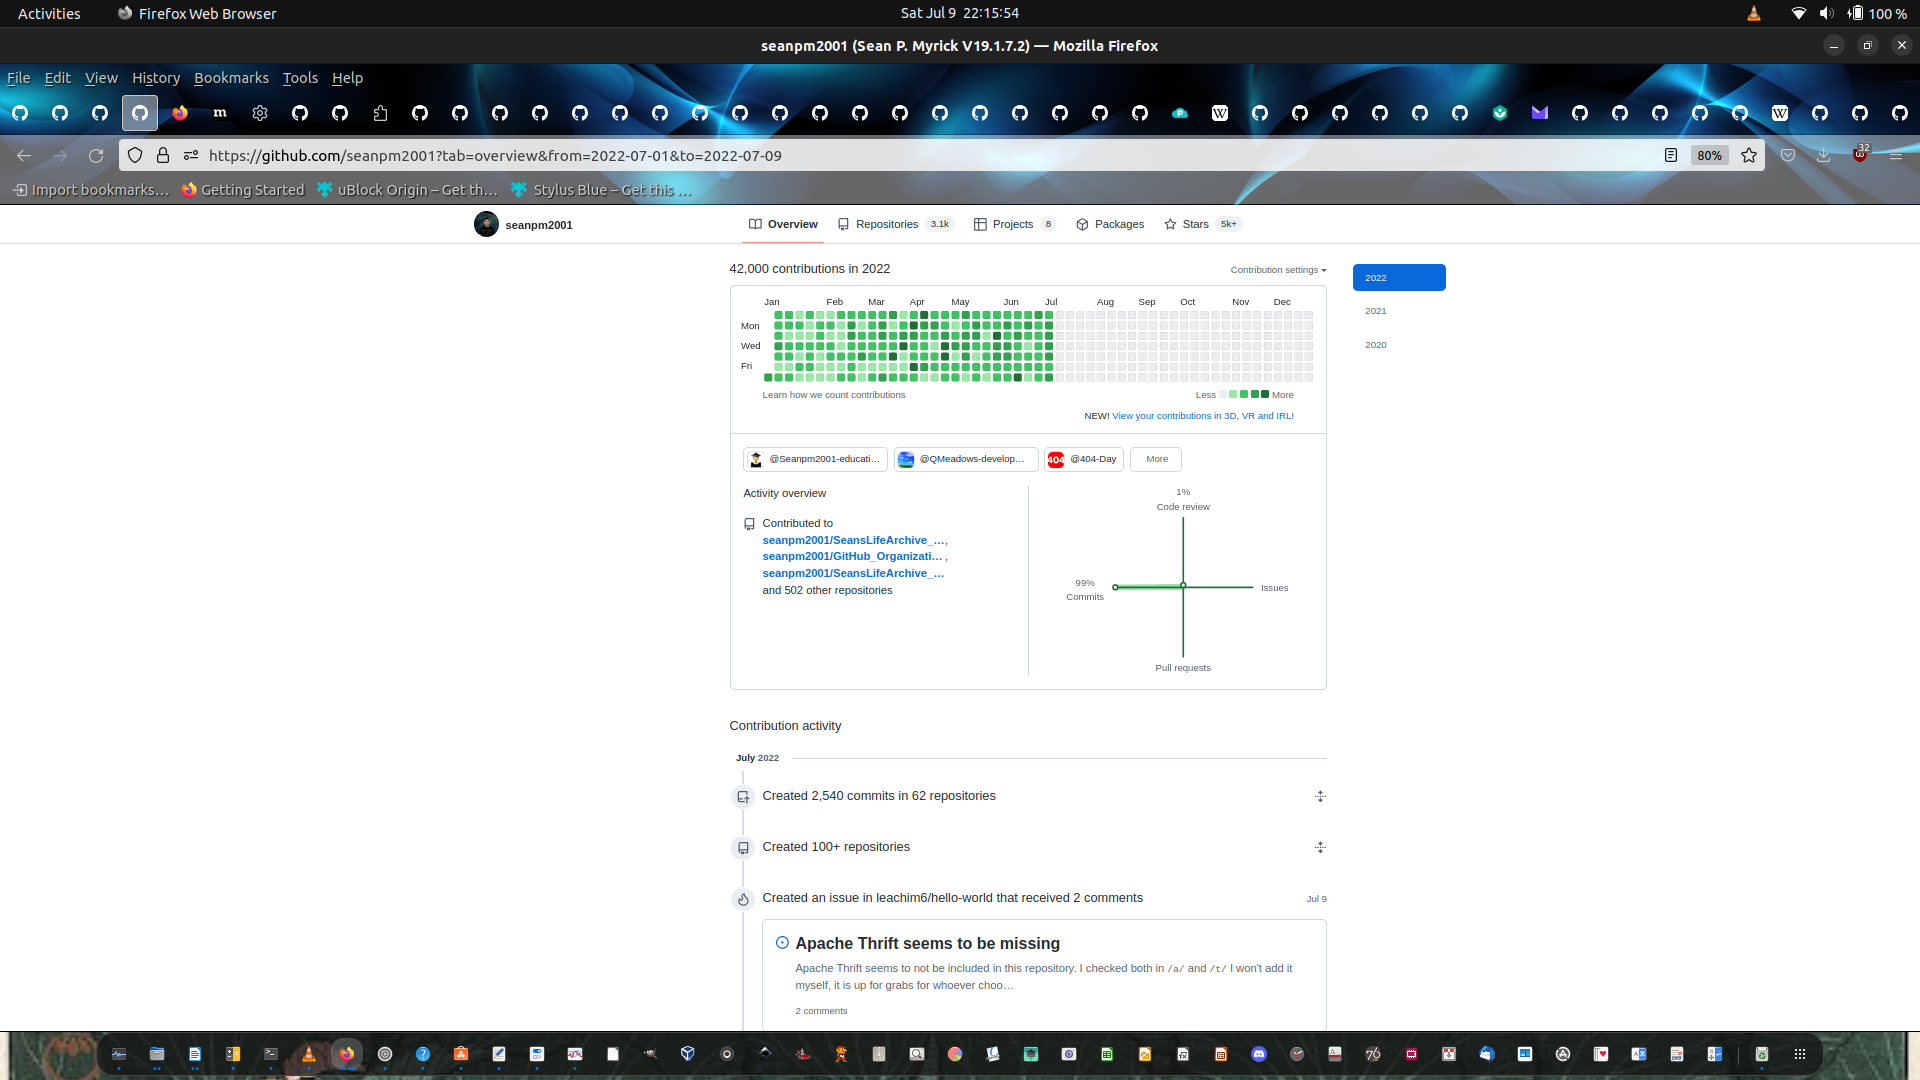 Activities Firefox Web Browser Sat Jul 9 22:15:54 100 %
seanpm2001 (Sean P. Myrick V19.1.7.2) — Mozilla Firefox
File Edit View History Bookmarks Tools Help
https://github.com/seanpm2001?tab=overview&from=2022-07-01&to=2022-07-09 80% 32
Import bookmarks… Getting Started uBlock Origin – Get th… Stylus Blue – Get this …
seanpm2001 Overview Repositories 3.1k Projects 8 Packages Stars 5k+
42,000 contributions in 2022 Contribution settings
2022
2021
2020
Jan Feb Mar Apr May Jun Jul Aug Sep Oct Nov Dec
Mon
Wed
Fri
Learn how we count contributions Less More
NEW! View your contributions in 3D, VR and IRL!
@Seanpm2001-educati… @QMeadows-develop… 404 @404-Day More
Activity overview
Contributed to
seanpm2001/SeansLifeArchive_…,
seanpm2001/GitHub_Organizati… ,
seanpm2001/SeansLifeArchive_…
and 502 other repositories
1%
Code review
99%
Commits
Issues
Pull requests
Contribution activity
July 2022
Created 2,540 commits in 62 repositories
Created 100+ repositories
Created an issue in leachim6/hello-world that received 2 comments Jul 9
Apache Thrift seems to be missing
Apache Thrift seems to not be included in this repository. I checked both in /a/ and /t/ I won't add it
myself, it is up for grabs for whoever choo…
2 comments